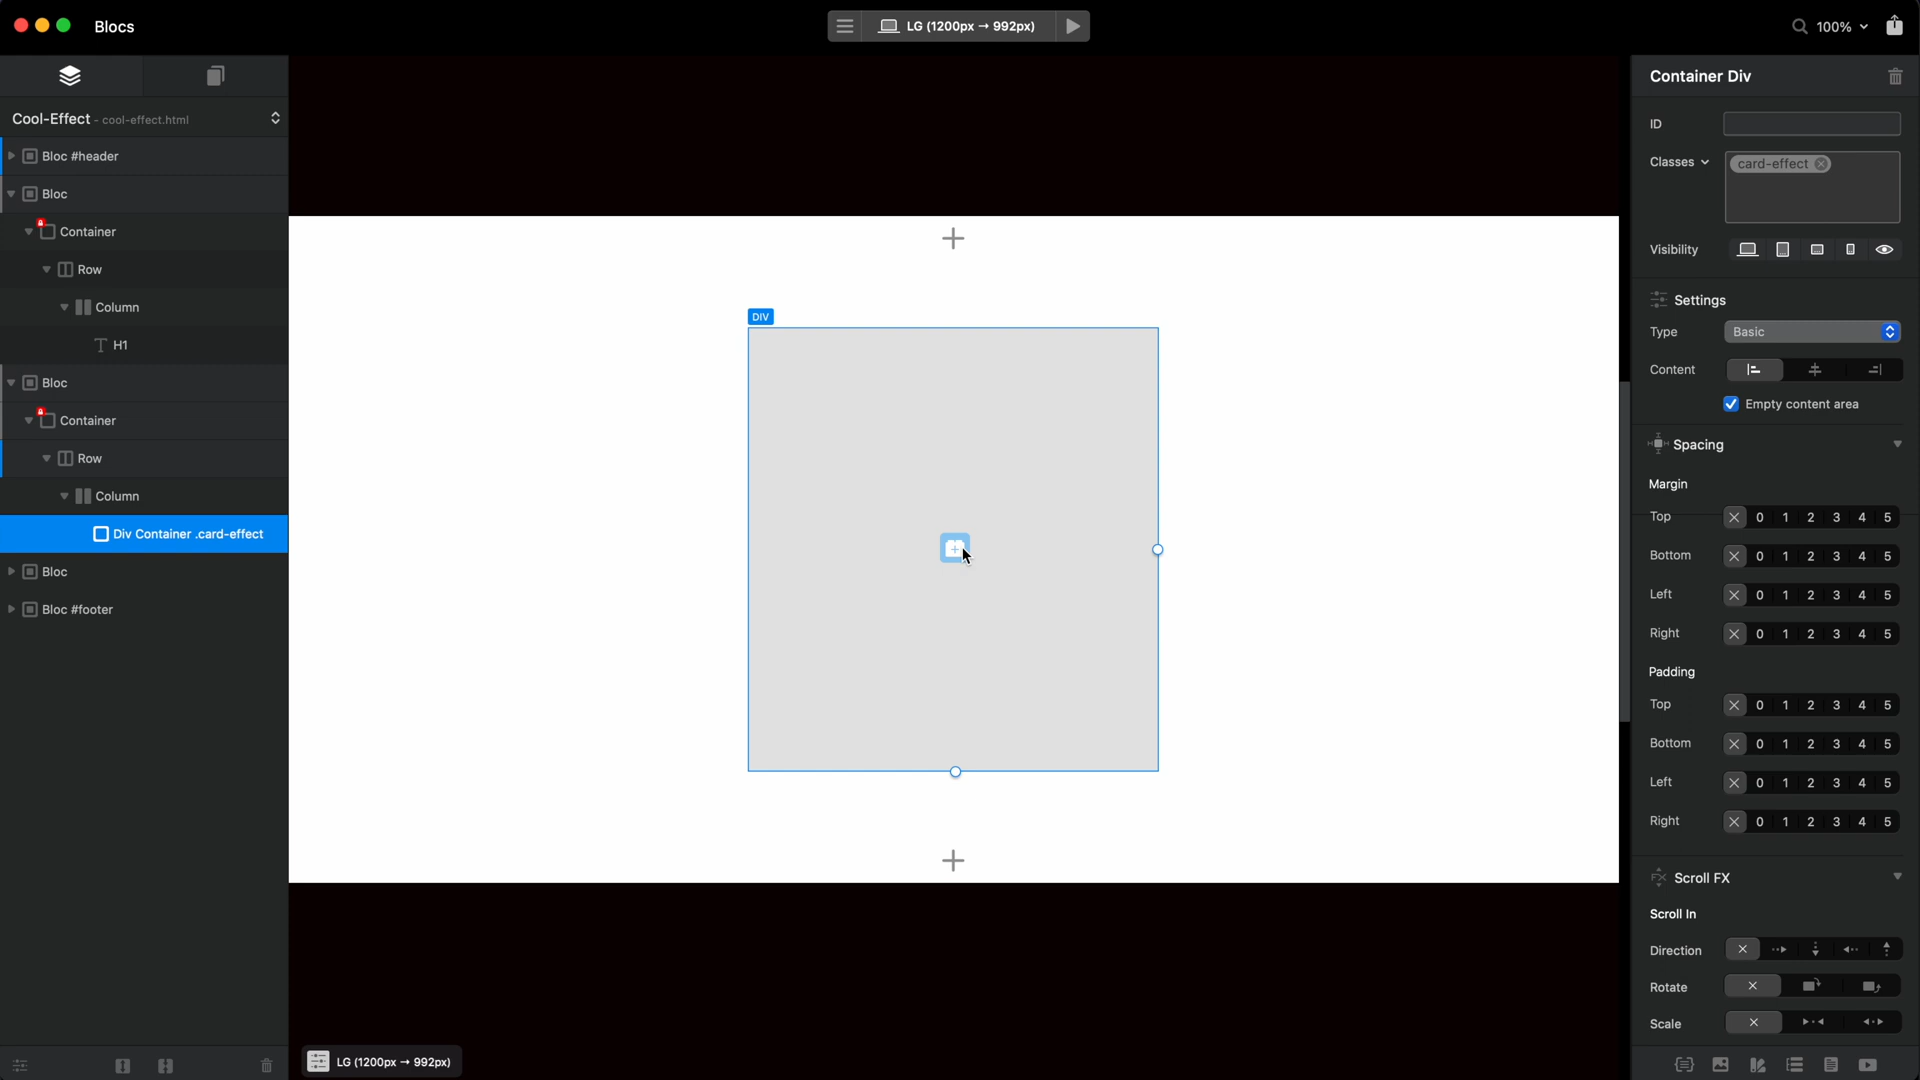 Blocs
LG (1200px → 992px)
100%
Cool-Effect - cool-effect.html
Bloc #header
Bloc
Container
Row
Column
H1
Bloc
Container
Row
Column
Div Container .card-effect
Bloc
Bloc #footer
DIV
LG (1200px → 992px)
Container Div
ID
Classes
card-effect
Visibility
Settings
Type Basic
Content
Empty content area
Spacing
Margin
Top 0 1 2 3 4 5
Bottom 0 1 2 3 4 5
Left 0 1 2 3 4 5
Right 0 1 2 3 4 5
Padding
Top 0 1 2 3 4 5
Bottom 0 1 2 3 4 5
Left 0 1 2 3 4 5
Right 0 1 2 3 4 5
Scroll FX
Scroll In
Direction
Rotate
Scale